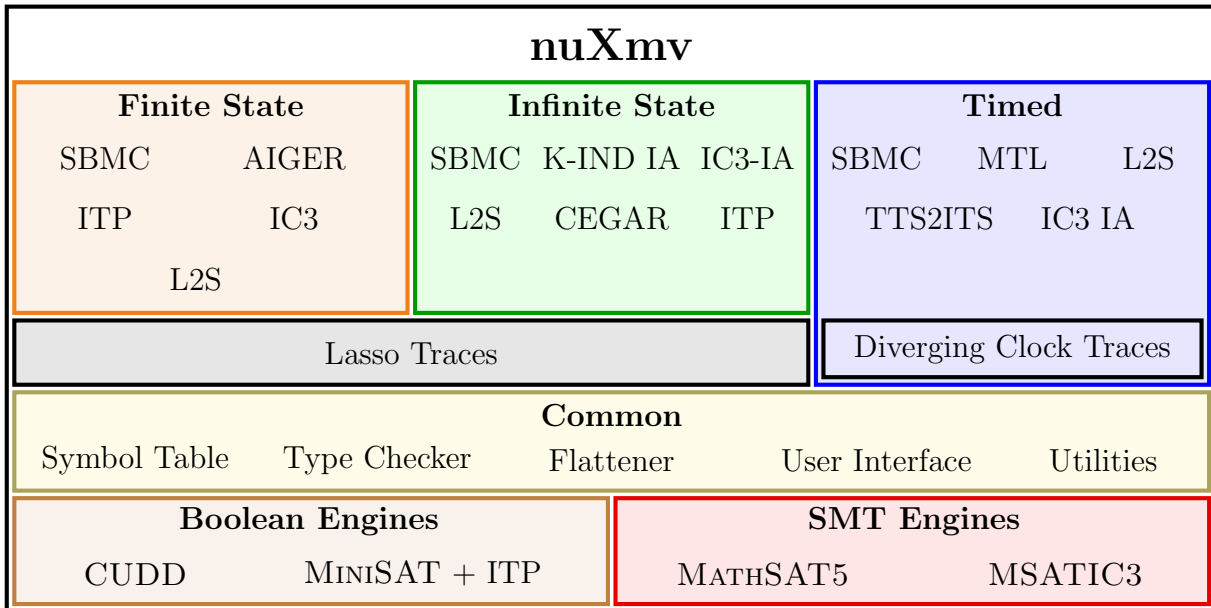 nuXmv
Finite State
SBMC AIGER
ITP IC3
L2S
Infinite State
SBMC K-IND IA IC3-IA
L2S CEGAR ITP
Timed
SBMC MTL L2S
TTS2ITS IC3 IA
Lasso Traces
Diverging Clock Traces
Common
Symbol Table Type Checker Flattener User Interface Utilities
Boolean Engines
CUDD MINISAT + ITP
SMT Engines
MATHSAT5 MSATIC3